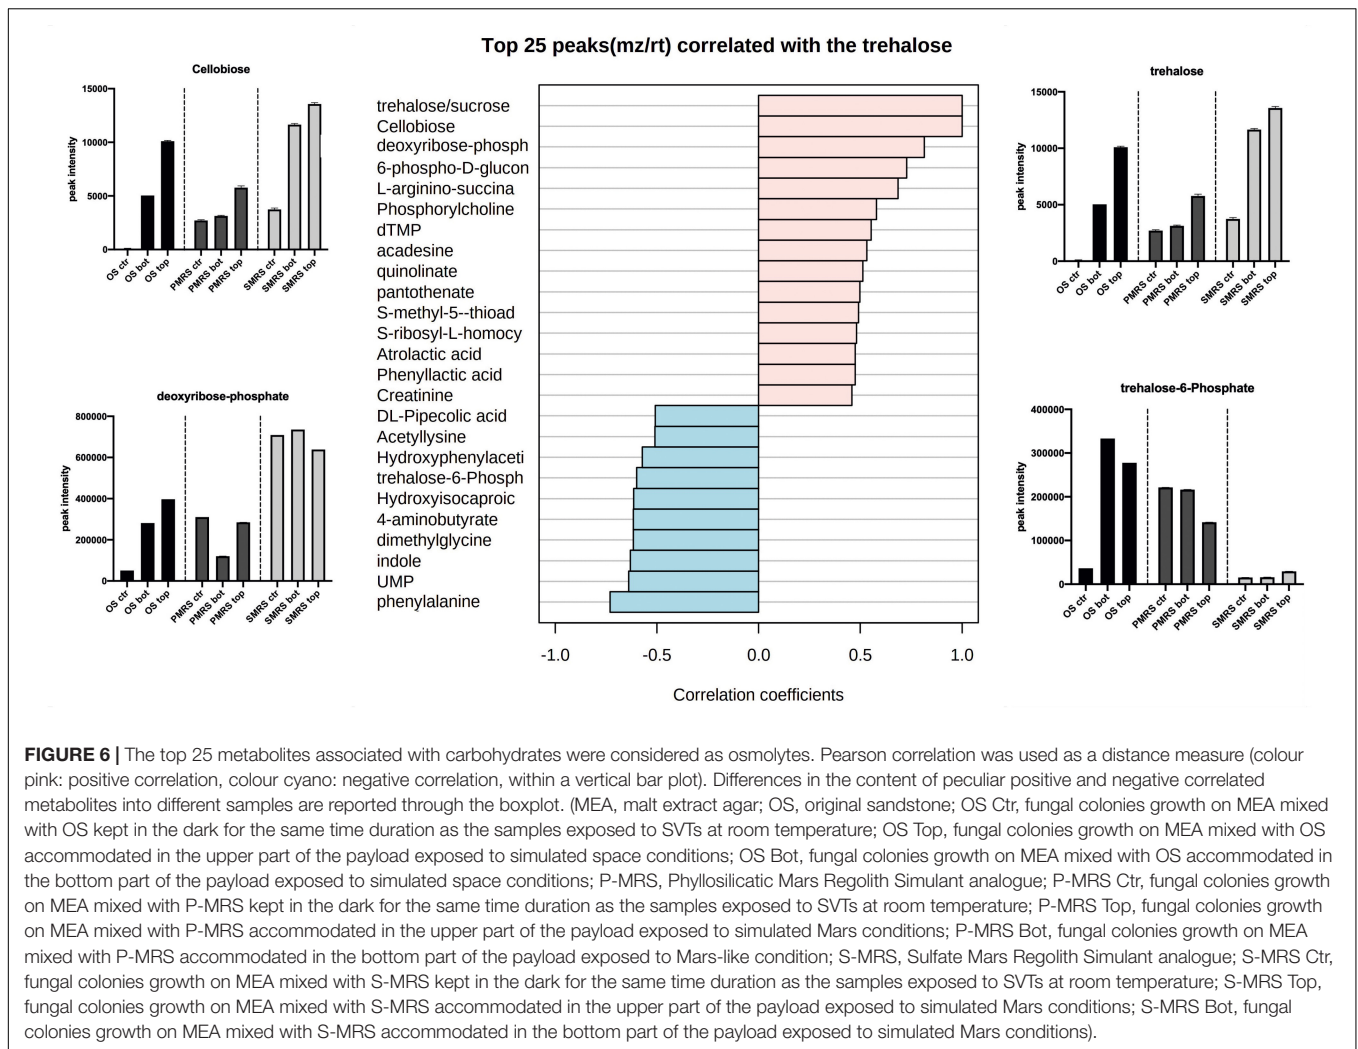 Top 25 peaks(mz/rt) correlated with the trehalose
Cellobiose
peak intensity
15000
10000
5000
0
OS ctr
OS bot
OS top
PMRS ctr
PMRS bot
PMRS top
SMRS ctr
SMRS bot
SMRS top
deoxyribose-phosphate
peak intensity
800000
600000
400000
200000
0
OS ctr
OS bot
OS top
PMRS ctr
PMRS bot
PMRS top
SMRS ctr
SMRS bot
SMRS top
trehalose/sucrose
Cellobiose
deoxyribose-phosph
6-phospho-D-glucon
L-arginino-succina
Phosphorylcholine
dTMP
acadesine
quinolinate
pantothenate
S-methyl-5--thioad
S-ribosyl-L-homocy
Atrolactic acid
Phenyllactic acid
Creatinine
DL-Pipecolic acid
Acetyllysine
Hydroxyphenylaceti
trehalose-6-Phosph
Hydroxyisocaproic
4-aminobutyrate
dimethylglycine
indole
UMP
phenylalanine
-1.0 -0.5 0.0 0.5 1.0
Correlation coefficients
trehalose
peak intensity
15000
10000
5000
0
OS ctr
OS bot
OS top
PMRS ctr
PMRS bot
PMRS top
SMRS ctr
SMRS bot
SMRS top
trehalose-6-Phosphate
peak intensity
400000
300000
200000
100000
0
OS ctr
OS bot
OS top
PMRS ctr
PMRS bot
PMRS top
SMRS ctr
SMRS bot
SMRS top
FIGURE 6 | The top 25 metabolites associated with carbohydrates were considered as osmolytes. Pearson correlation was used as a distance measure (colour
pink: positive correlation, colour cyano: negative correlation, within a vertical bar plot). Differences in the content of peculiar positive and negative correlated
metabolites into different samples are reported through the boxplot. (MEA, malt extract agar; OS, original sandstone; OS Ctr, fungal colonies growth on MEA mixed
with OS kept in the dark for the same time duration as the samples exposed to SVTs at room temperature; OS Top, fungal colonies growth on MEA mixed with OS
accommodated in the upper part of the payload exposed to simulated space conditions; OS Bot, fungal colonies growth on MEA mixed with OS accommodated in
the bottom part of the payload exposed to simulated space conditions; P-MRS, Phyllosilicatic Mars Regolith Simulant analogue; P-MRS Ctr, fungal colonies growth
on MEA mixed with P-MRS kept in the dark for the same time duration as the samples exposed to SVTs at room temperature; P-MRS Top, fungal colonies growth
on MEA mixed with P-MRS accommodated in the upper part of the payload exposed to simulated Mars conditions; P-MRS Bot, fungal colonies growth on MEA
mixed with P-MRS accommodated in the bottom part of the payload exposed to Mars-like condition; S-MRS, Sulfate Mars Regolith Simulant analogue; S-MRS Ctr,
fungal colonies growth on MEA mixed with S-MRS kept in the dark for the same time duration as the samples exposed to SVTs at room temperature; S-MRS Top,
fungal colonies growth on MEA mixed with S-MRS accommodated in the upper part of the payload exposed to simulated Mars conditions; S-MRS Bot, fungal
colonies growth on MEA mixed with S-MRS accommodated in the bottom part of the payload exposed to simulated Mars conditions).